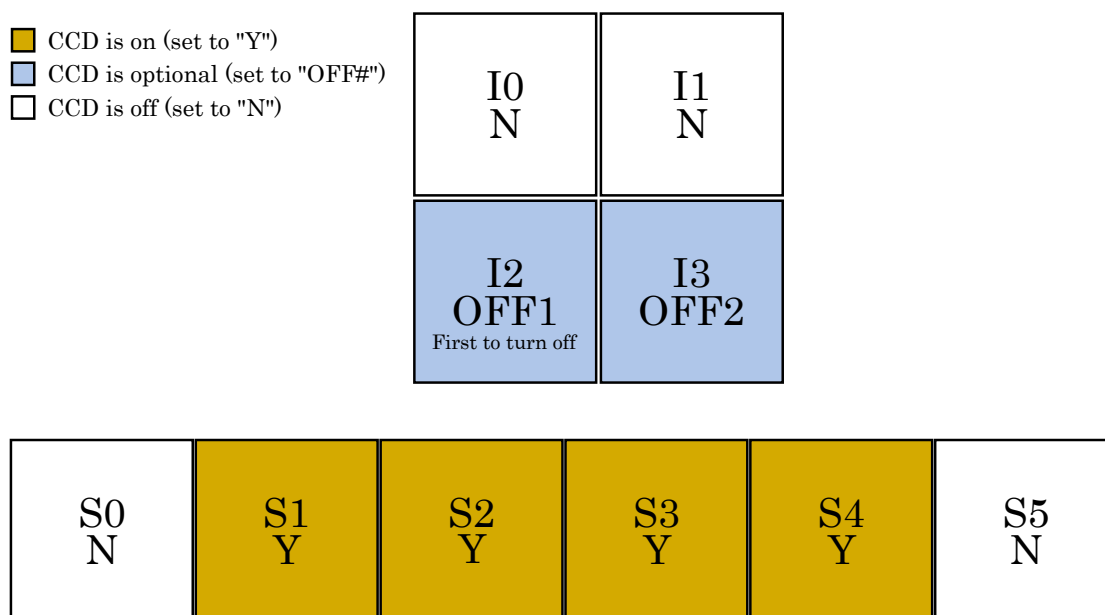 CCD is on (set to "Y")
CCD is optional (set to "OFF#")
CCD is off (set to "N")
I0
N
I1
N
I2
OFF1
First to turn off
I3
OFF2
S0
N
S1
Y
S2
Y
S3
Y
S4
Y
S5
N